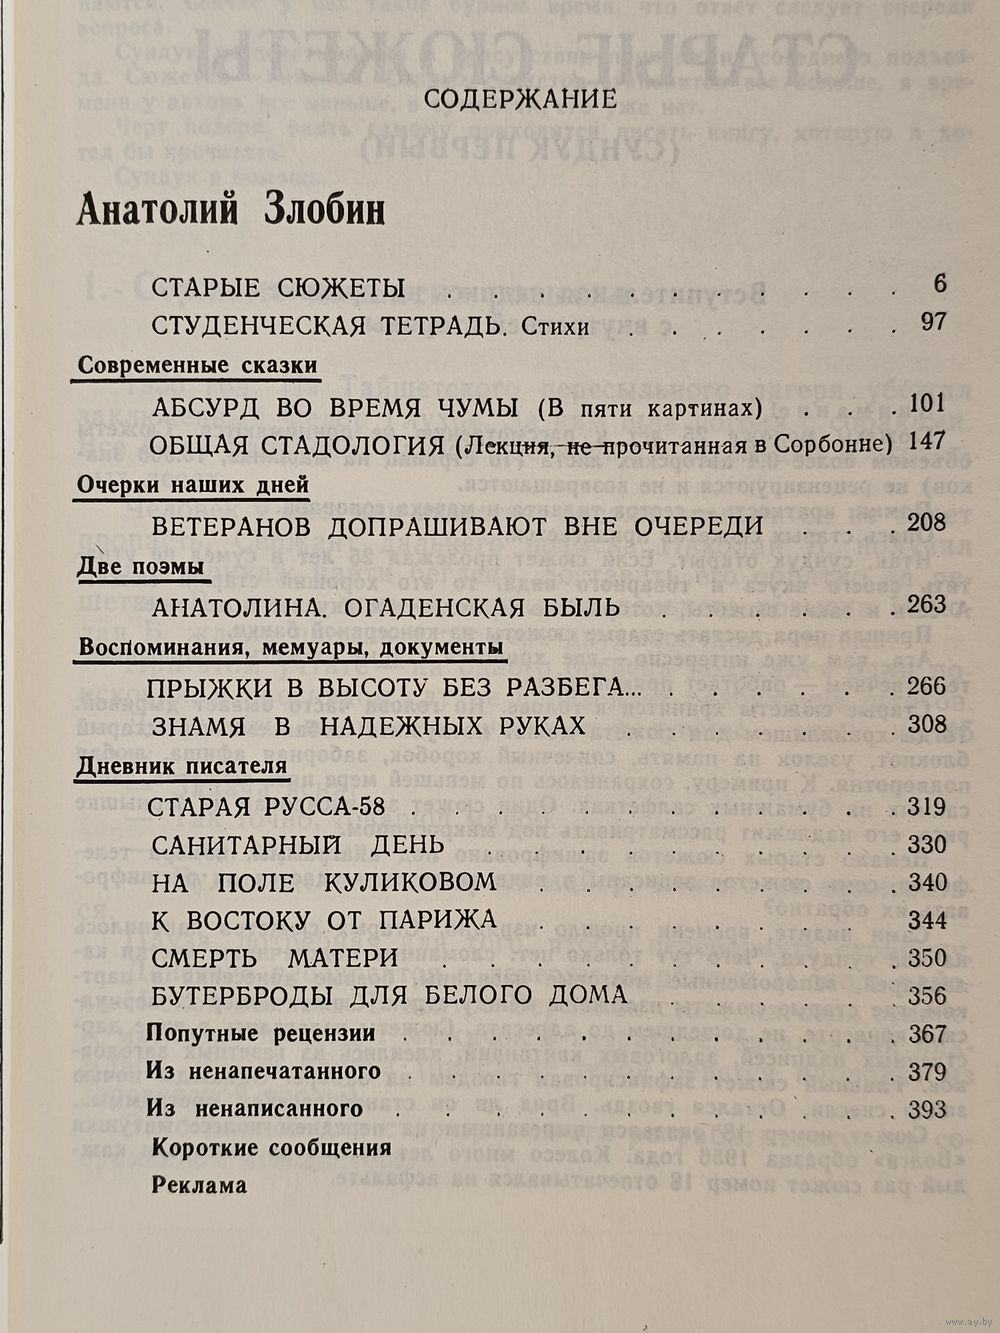 СОДЕРЖАНИЕ
Анатолий Злобин
СТАРЫЕ СЮЖЕТЫ . . . . . . . . . . . 6
СТУДЕНЧЕСКАЯ ТЕТРАДЬ. Стихи . . . . . . . 97
Современные сказки
АБСУРД ВО ВРЕМЯ ЧУМЫ (В пяти картинах) . . . 101
ОБЩАЯ СТАДОЛОГИЯ (Лекция, не прочитанная в Сорбонне) 147
Очерки наших дней
ВЕТЕРАНОВ ДОПРАШИВАЮТ ВНЕ ОЧЕРЕДИ . . . 208
Две поэмы
АНАТОЛИНА. ОГАДЕНСКАЯ БЫЛЬ . . . . . . 263
Воспоминания, мемуары, документы
ПРЫЖКИ В ВЫСОТУ БЕЗ РАЗБЕГА... . . . . . . 266
ЗНАМЯ В НАДЕЖНЫХ РУКАХ . . . . . . . 308
Дневник писателя
СТАРАЯ РУССА-58 . . . . . . . . . . . . 319
САНИТАРНЫЙ ДЕНЬ . . . . . . . . . . 330
НА ПОЛЕ КУЛИКОВОМ . . . . . . . . . 340
К ВОСТОКУ ОТ ПАРИЖА . . . . . . . . . 344
СМЕРТЬ МАТЕРИ . . . . . . . . . . . 350
БУТЕРБРОДЫ ДЛЯ БЕЛОГО ДОМА . . . . . . 356
Попутные рецензии . . . . . . . . . . . . 367
Из ненапечатанного . . . . . . . . . . . . 379
Из ненаписанного . . . . . . . . . . . . 393
Короткие сообщения
Реклама
www.ay.by